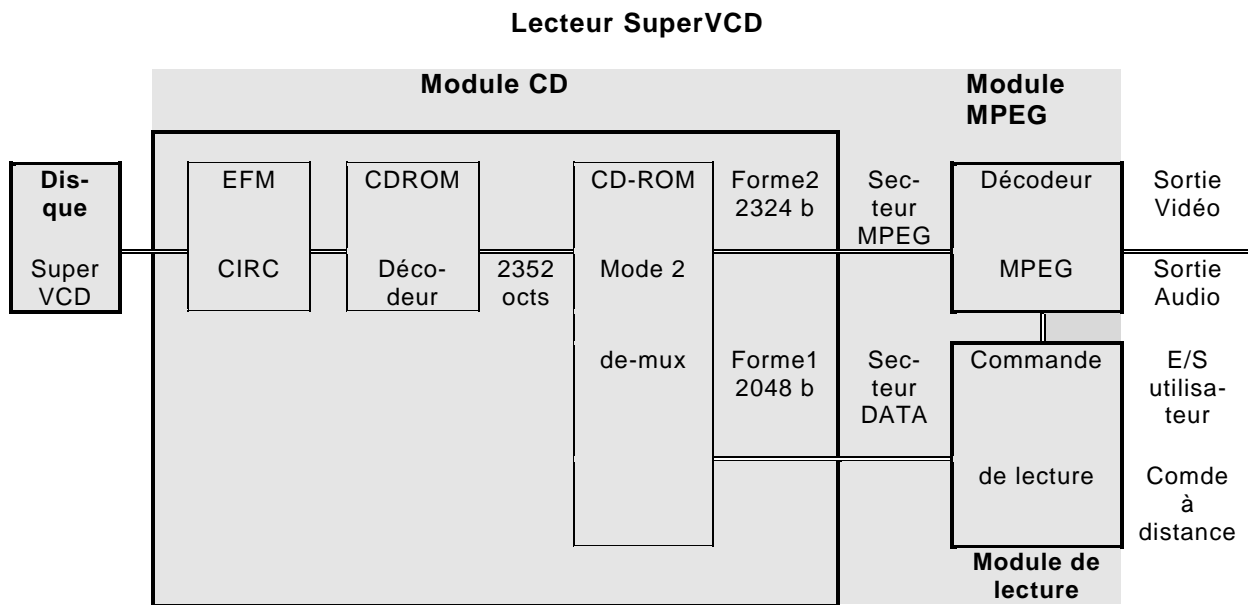 Lecteur SuperVCD
Module CD
Module
MPEG
Dis-
que
Super
VCD
EFM
CIRC
CDROM
Déco-
deur
2352
octs
CD-ROM
Mode 2
de-mux
Forme2
2324 b
Forme1
2048 b
Sec-
teur
MPEG
Sec-
teur
DATA
Décodeur
MPEG
Commande
de lecture
Module de
lecture
Sortie
Vidéo
Sortie
Audio
E/S
utilisa-
teur
Comde
à
distance